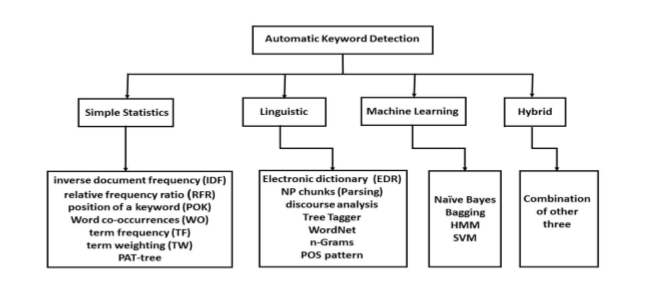 Automatic Keyword Detection
Simple Statistics
Linguistic
Machine Learning
Hybrid
inverse document frequency (IDF)
relative frequency ratio (RFR)
position of a keyword (POK)
Word co-occurrences (WO)
term frequency (TF)
term weighting (TW)
PAT-tree
Electronic dictionary (EDR)
NP chunks (Parsing)
discourse analysis
Tree Tagger
WordNet
n-Grams
POS pattern
Naïve Bayes
Bagging
HMM
SVM
Combination
of other
three